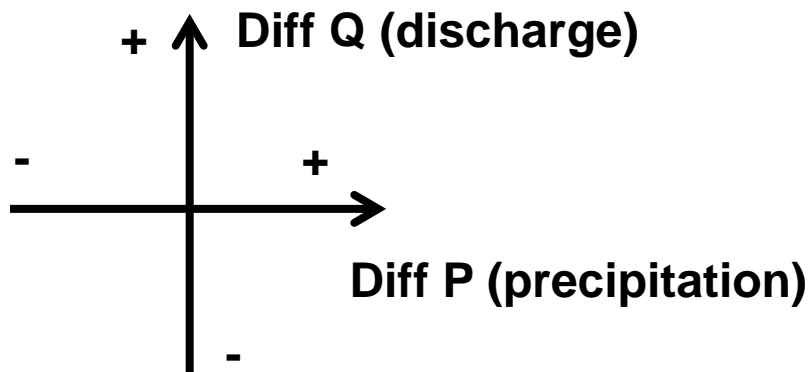 + Diff Q (discharge)
- +
Diff P (precipitation)
-